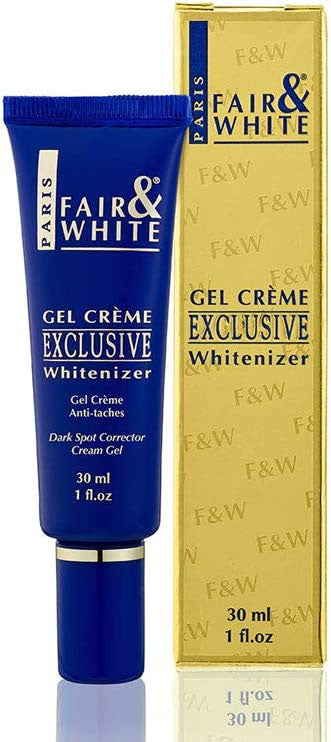 PARIS
FAIR&
WHITE®
GEL CRÈME
EXCLUSIVE
Whitenizer
Gel Crème
Anti-taches
Dark Spot Corrector
Cream Gel
30 ml
1 fl.oz
PARIS
FAIR&
WHITE®
F&W
F&W
GEL CRÈME
EXCLUSIVE
Whitenizer
F&W
F&W
F&W
F&W
F&W
30 ml
1 fl.oz